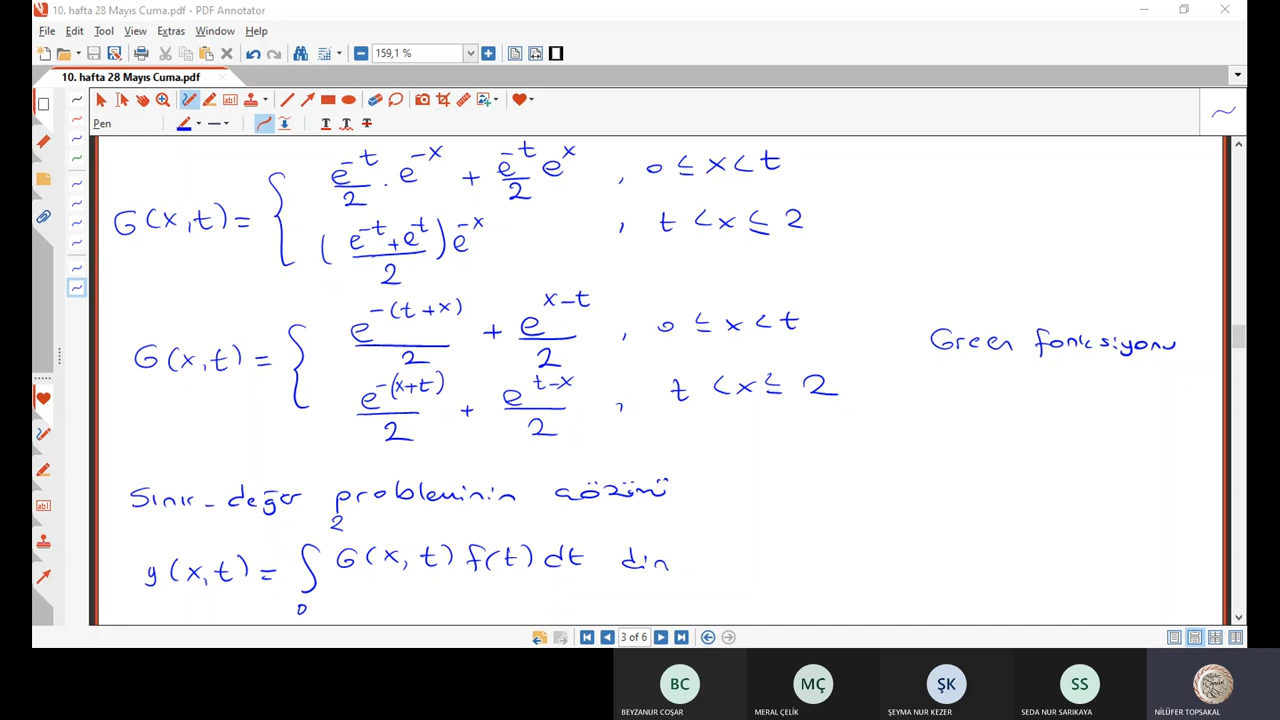 10. hafta 28 Mayıs Cuma.pdf - PDF Annotator
File Edit Tool View Extras Window Help
159,1 %
10. hafta 28 Mayıs Cuma.pdf
Pen
G(x,t) = { e^{-t}/2 . e^{-x} + e^{-t}/2 e^{x} , 0 ≤ x < t
( (e^{-t} + e^{t})/2 ) e^{-x} , t < x ≤ 2
G(x,t) = { e^{-(t+x)}/2 + e^{x-t}/2 , 0 ≤ x < t
e^{-(x+t)}/2 + e^{t-x}/2 , t < x ≤ 2
Green fonksiyonu
Sınır-değer probleminin çözümü
y(x,t) = ∫_0^2 G(x,t) f(t) dt dir
3 of 6
BC MÇ ŞK SS
BEYZANUR COŞAR MERAL ÇELİK ŞEYMA NUR KEZER SEDA NUR SARIKAYA NİLÜFER TOPSAKAL